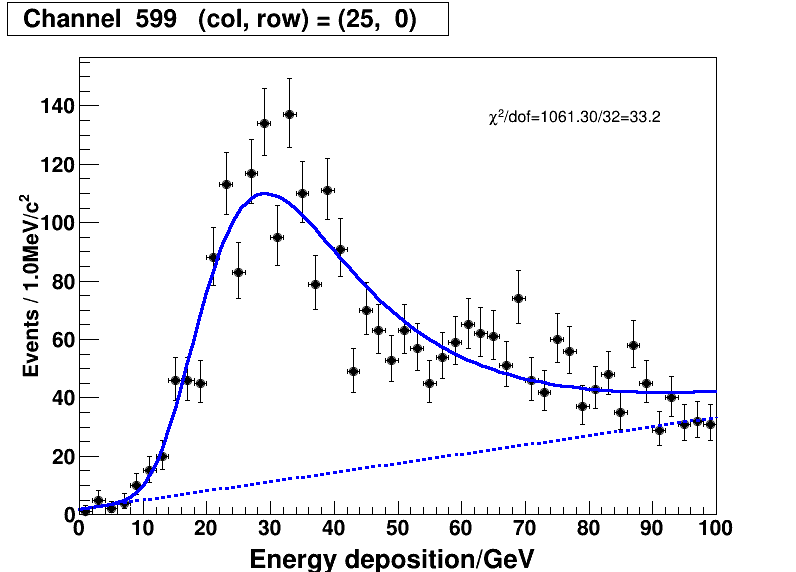 Channel 599 (col, row) = (25, 0)
χ²/dof=1061.30/32=33.2
Events / 1.0MeV/c²
140
120
100
80
60
40
20
0
0 10 20 30 40 50 60 70 80 90 100
Energy deposition/GeV